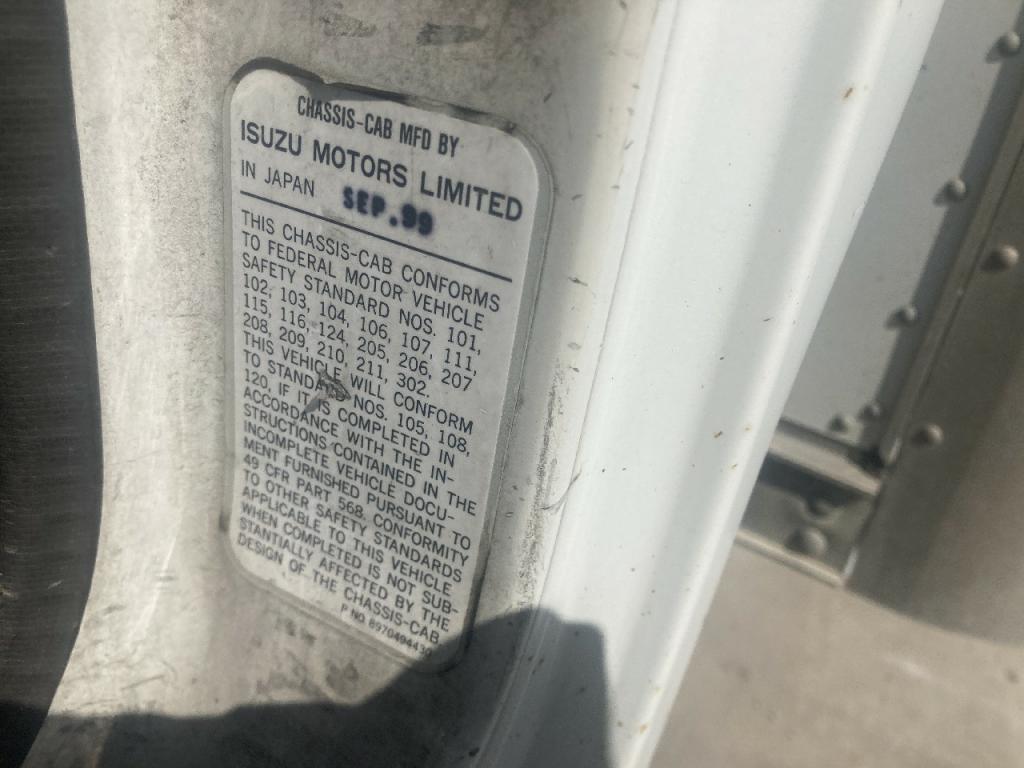 CHASSIS-CAB MFD BY
ISUZU MOTORS LIMITED
IN JAPAN SEP.99
THIS CHASSIS-CAB CONFORMS
TO FEDERAL MOTOR VEHICLE
SAFETY STANDARD NOS. 101,
102, 103, 104, 106, 107, 111,
115, 116, 124, 205, 206, 207
208, 209, 210, 211, 302.
THIS VEHICLE WILL CONFORM
TO STANDARD NOS. 105, 108,
120, IF IT IS COMPLETED IN
ACCORDANCE WITH THE IN-
STRUCTIONS CONTAINED IN THE
INCOMPLETE VEHICLE DOCU-
MENT FURNISHED PURSUANT TO
49 CFR PART 568. CONFORMITY
TO OTHER SAFETY STANDARDS
APPLICABLE TO THIS VEHICLE
WHEN COMPLETED IS NOT SUB-
STANTIALLY AFFECTED BY THE
DESIGN OF THE CHASSIS-CAB.
P NO.